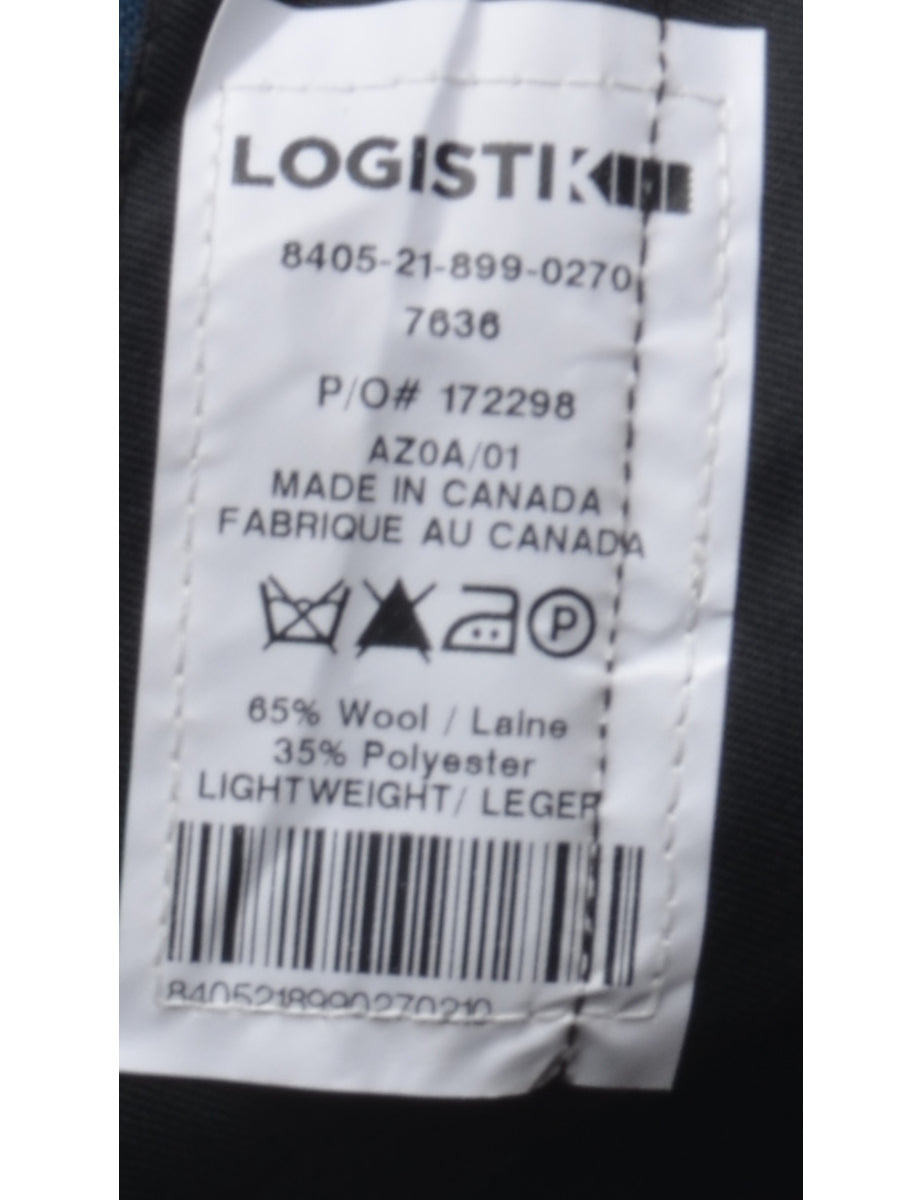 LOGISTIK
8405-21-899-0270
7636
P/O# 172298
AZ0A/01
MADE IN CANADA
FABRIQUE AU CANADA
P
65% Wool / Laine
35% Polyester
LIGHTWEIGHT/ LEGER
8405218990270210